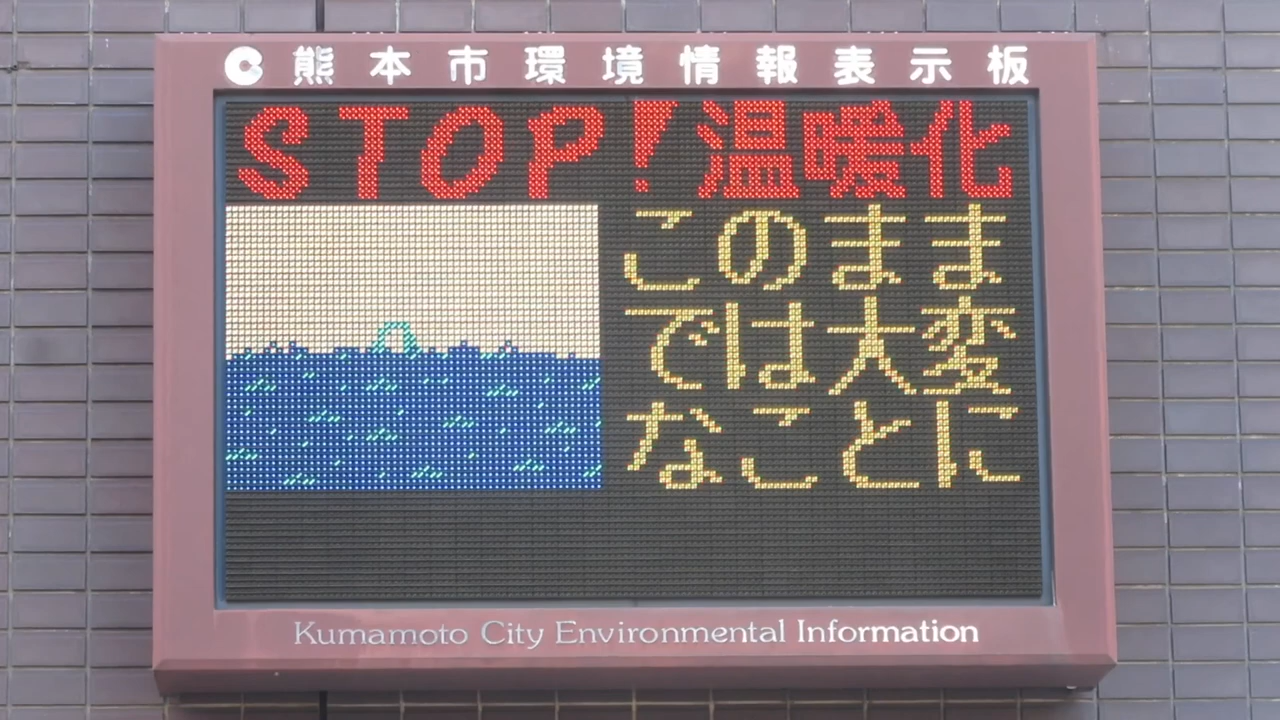 熊本市環境情報表示板
STOP!温暖化
このまま
では大変
なことに
Kumamoto City Environmental Information